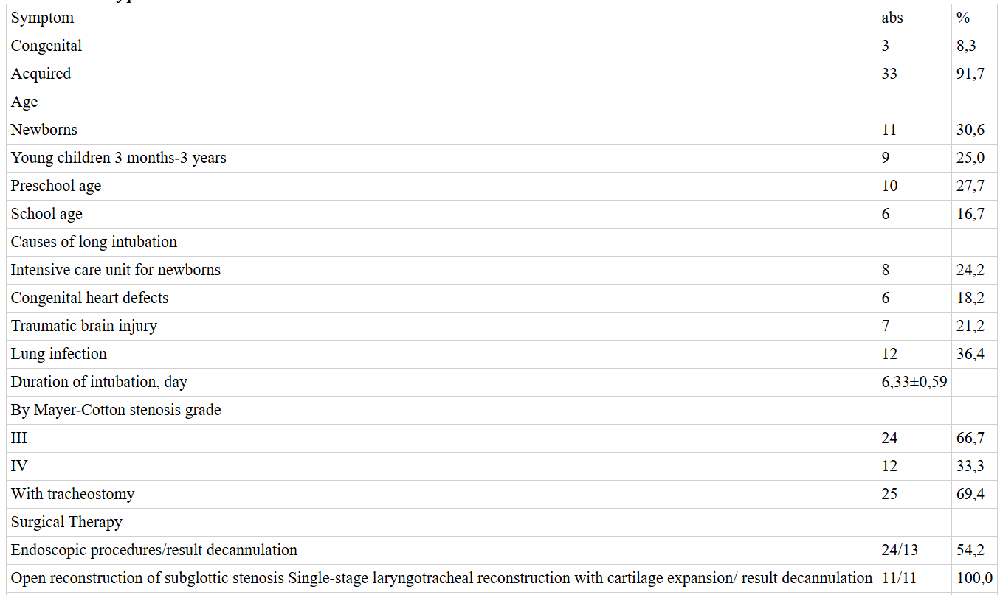 Symptom abs %
Congenital 3 8,3
Acquired 33 91,7
Age
Newborns 11 30,6
Young children 3 months-3 years 9 25,0
Preschool age 10 27,7
School age 6 16,7
Causes of long intubation
Intensive care unit for newborns 8 24,2
Congenital heart defects 6 18,2
Traumatic brain injury 7 21,2
Lung infection 12 36,4
Duration of intubation, day 6,33±0,59
By Mayer-Cotton stenosis grade
III 24 66,7
IV 12 33,3
With tracheostomy 25 69,4
Surgical Therapy
Endoscopic procedures/result decannulation 24/13 54,2
Open reconstruction of subglottic stenosis Single-stage laryngotracheal reconstruction with cartilage expansion/ result decannulation 11/11 100,0